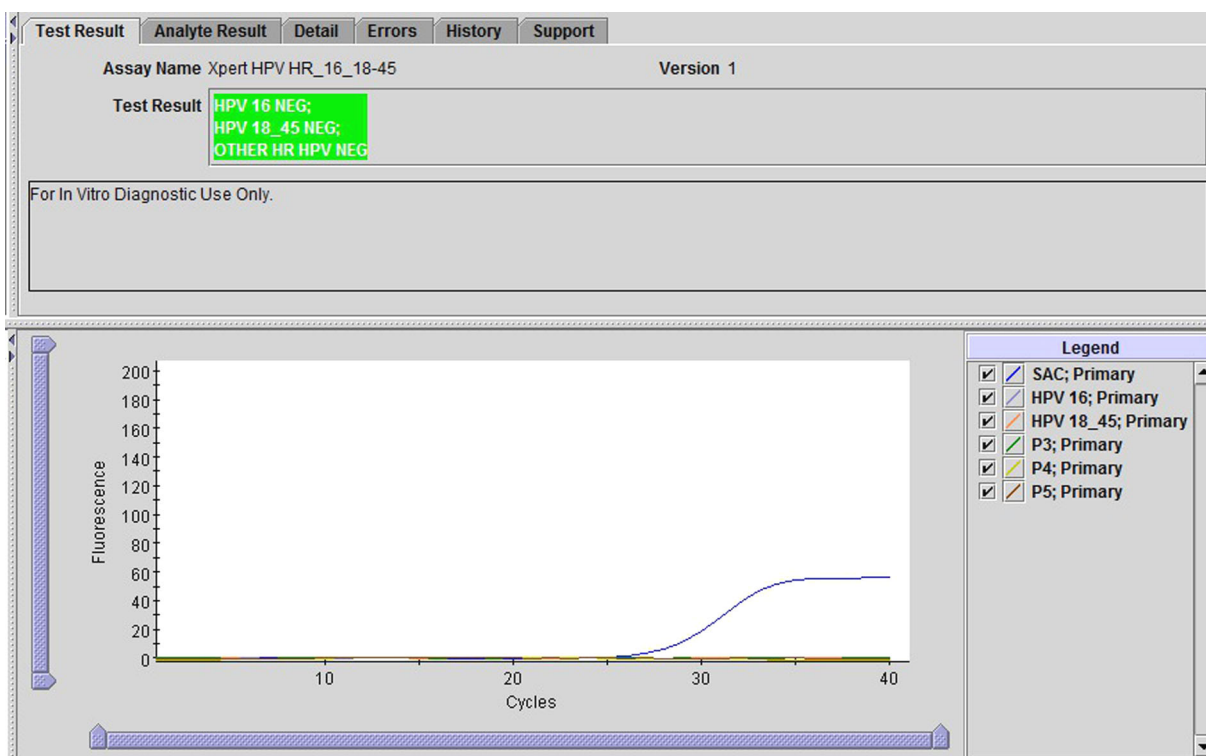 Test Result Analyte Result Detail Errors History Support
Assay Name Xpert HPV HR_16_18-45 Version 1
Test Result HPV 16 NEG;
HPV 18_45 NEG;
OTHER HR HPV NEG
For In Vitro Diagnostic Use Only.
Legend
SAC; Primary
HPV 16; Primary
HPV 18_45; Primary
P3; Primary
P4; Primary
P5; Primary
Fluorescence
200
180
160
140
120
100
80
60
40
20
0
10 20 30 40
Cycles